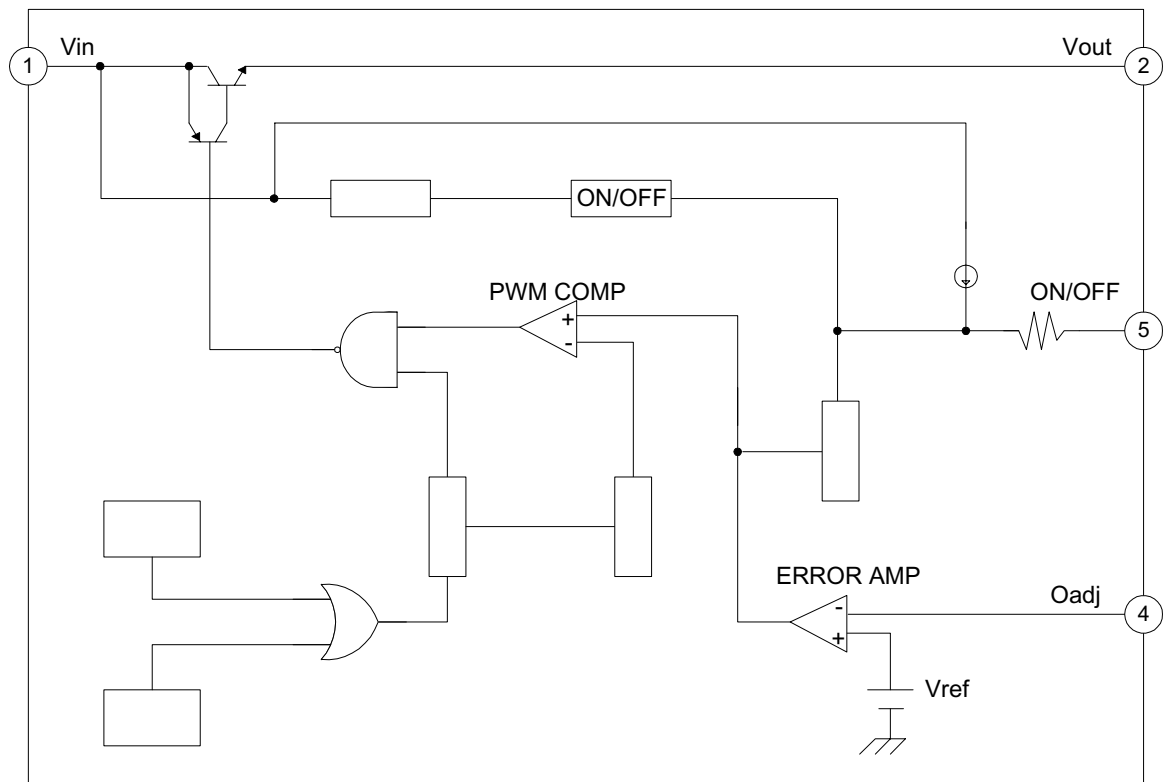 Vin
Vout
1
2
ON/OFF
PWM COMP
ON/OFF
+
-
5
ERROR AMP
Oadj
-
+
4
Vref